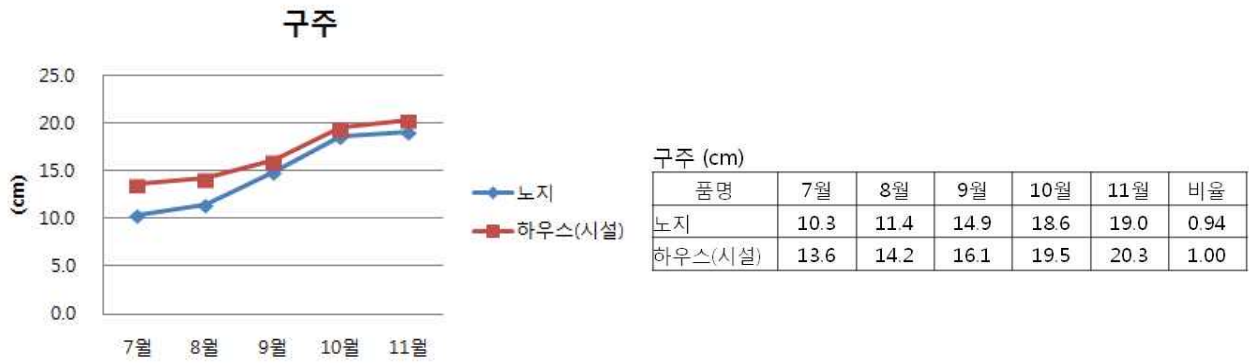 구주
25.0
20.0
15.0
10.0
5.0
0.0
(cm)
7월 8월 9월 10월 11월
노지
하우스(시설)
구주 (cm)
품명 7월 8월 9월 10월 11월 비율
노지 10.3 11.4 14.9 18.6 19.0 0.94
하우스(시설) 13.6 14.2 16.1 19.5 20.3 1.00